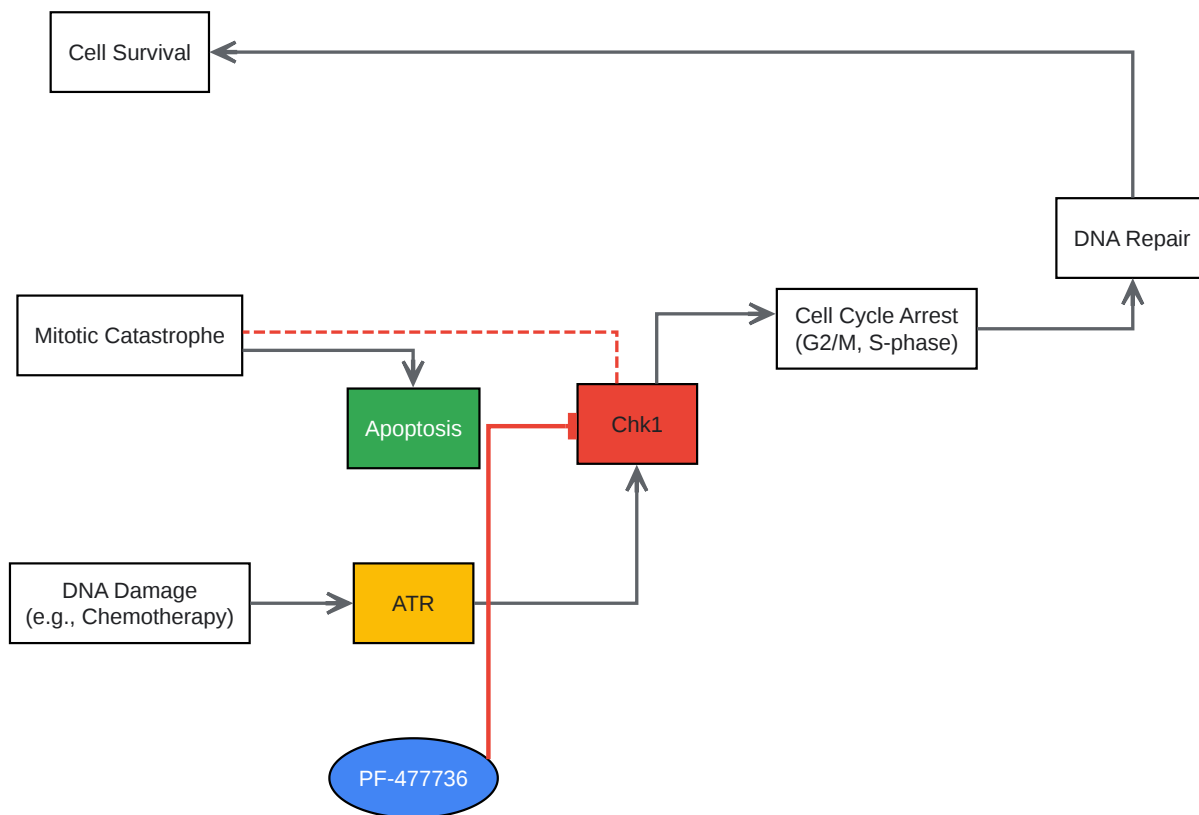 Cell Survival
DNA Repair
Cell Cycle Arrest
(G2/M, S-phase)
Mitotic Catastrophe
Apoptosis
Chk1
DNA Damage
(e.g., Chemotherapy)
ATR
PF-477736